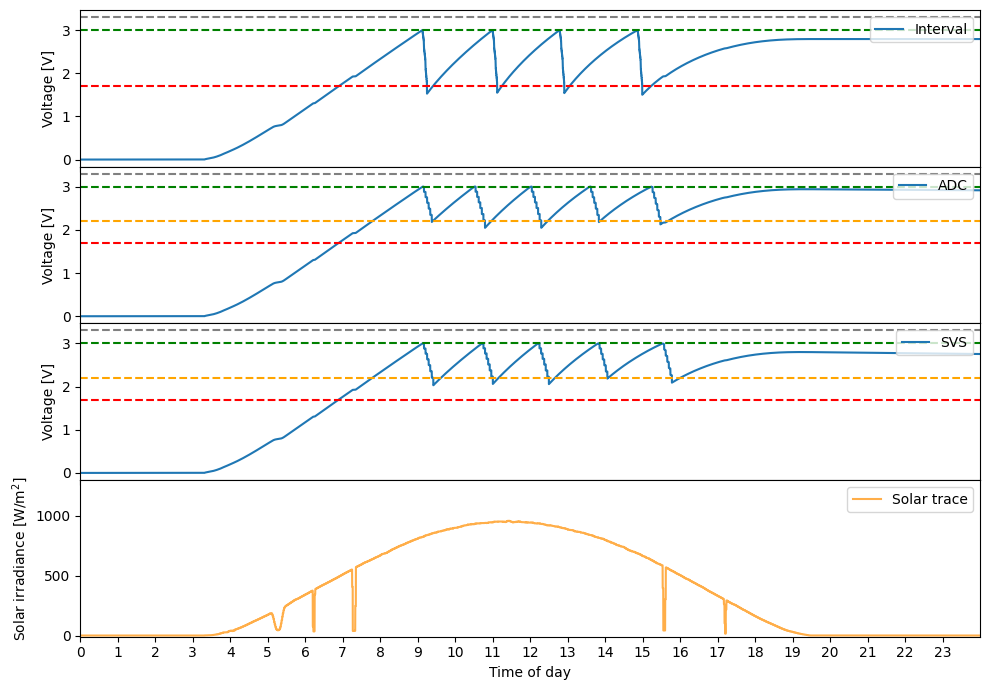 Voltage [V]
3
2
1
0
Interval
Voltage [V]
3
2
1
0
ADC
Voltage [V]
3
2
1
0
SVS
Solar irradiance [W/m²]
1000
500
0
Solar trace
0 1 2 3 4 5 6 7 8 9 10 11 12 13 14 15 16 17 18 19 20 21 22 23
Time of day